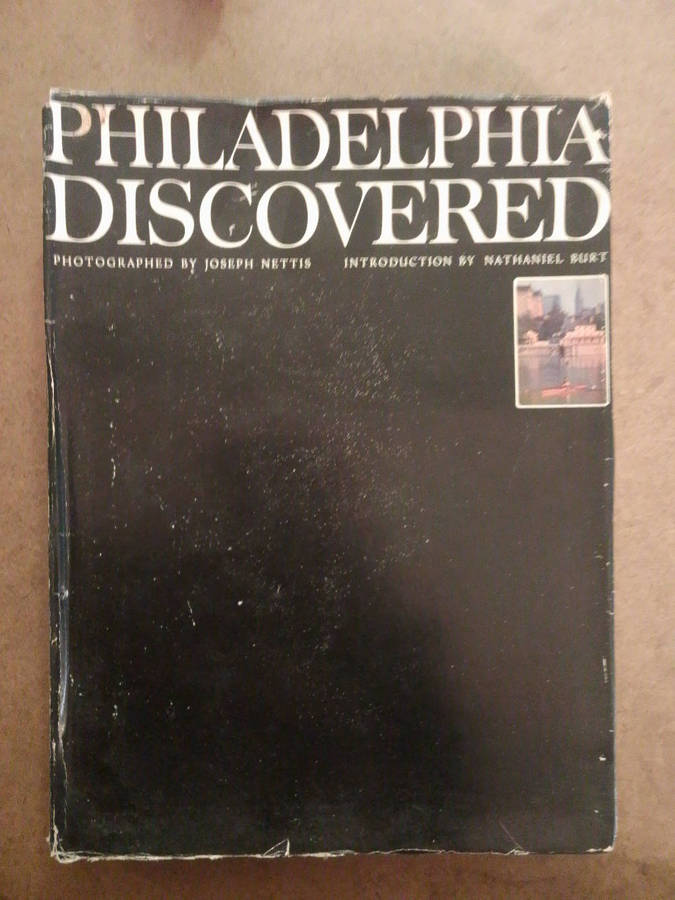 PHILADELPHIA
DISCOVERED
PHOTOGRAPHED BY JOSEPH NETTIS INTRODUCTION BY NATHANIEL BURT